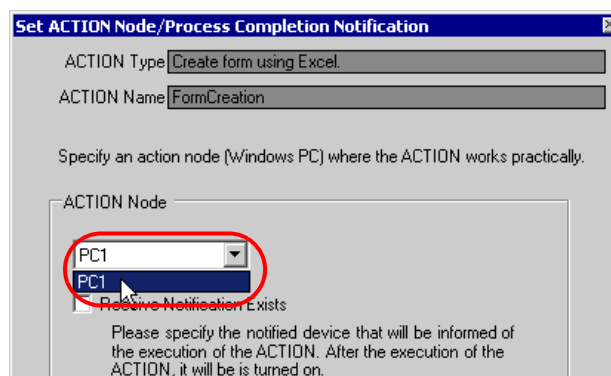 Set ACTION Node/Process Completion Notification
ACTION Type Create form using Excel.
ACTION Name FormCreation
Specify an action node (Windows PC) where the ACTION works practically.
ACTION Node
PC1
PC1
Receive Notification Exists
Please specify the notified device that will be informed of
the execution of the ACTION. After the execution of the
ACTION, it will be is turned on.